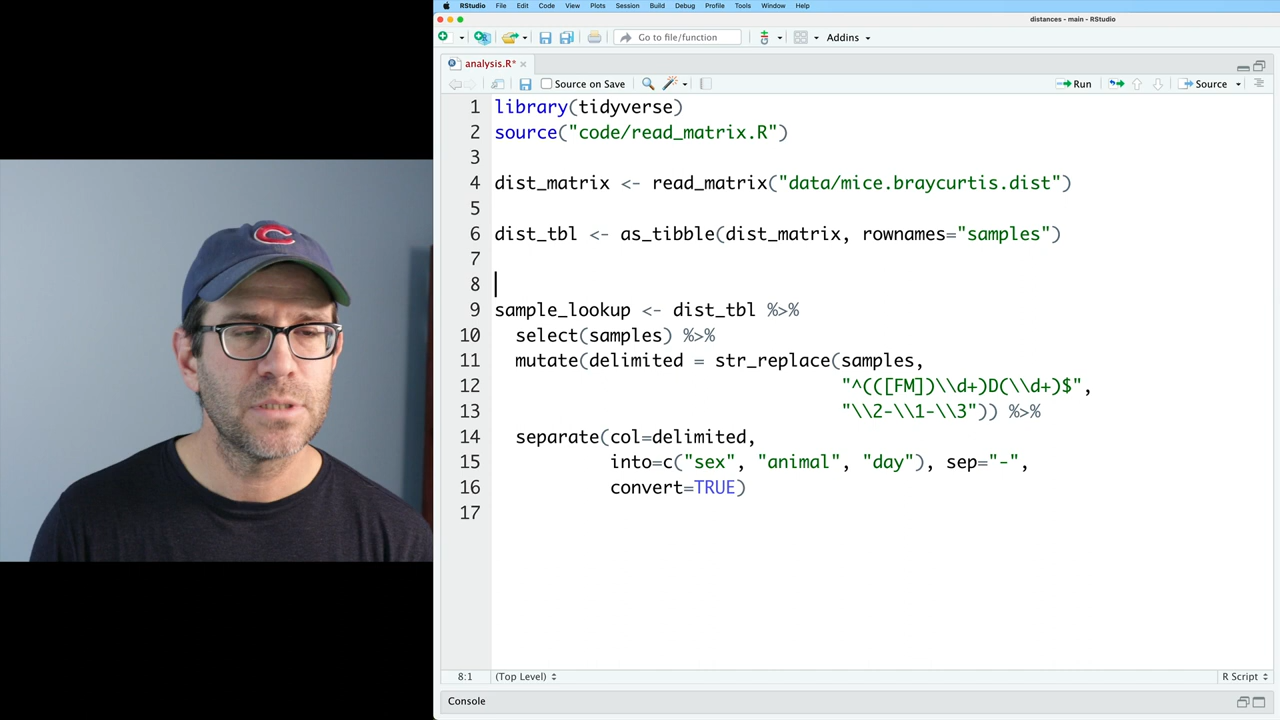 RStudio File Edit Code View Plots Session Build Debug Profile Tools Window Help
distances - main - RStudio
Go to file/function Addins
analysis.R*
Source on Save Run Source
1 library(tidyverse)
2 source("code/read_matrix.R")
3
4 dist_matrix <- read_matrix("data/mice.braycurtis.dist")
5
6 dist_tbl <- as_tibble(dist_matrix, rownames="samples")
7
8
9 sample_lookup <- dist_tbl %>%
10 select(samples) %>%
11 mutate(delimited = str_replace(samples,
12 "^(([FM])\\d+)D(\\d+)$",
13 "\\2-\\1-\\3")) %>%
14 separate(col=delimited,
15 into=c("sex", "animal", "day"), sep="-",
16 convert=TRUE)
17
8:1 (Top Level) R Script
Console
C